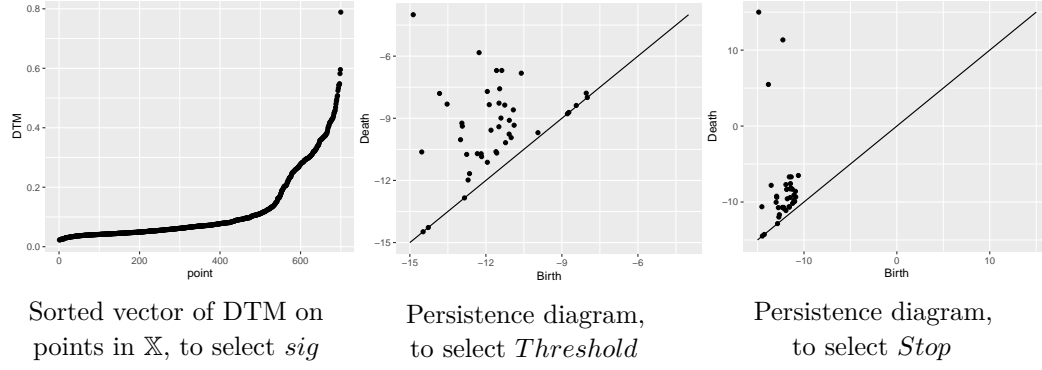 0.8
0.6
0.4
0.2
0.0
DTM
0
200
400
600
point
Sorted vector of DTM on
points in 𝕏, to select sig
−6
−9
−12
−15
Death
−15
−12
−9
−6
Birth
Persistence diagram,
to select Threshold
10
0
−10
Death
−10
0
10
Birth
Persistence diagram,
to select Stop